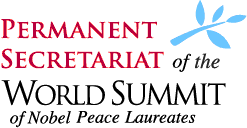 PERMANENT
SECRETARIAT of the
WORLD SUMMIT
of Nobel Peace Laureates